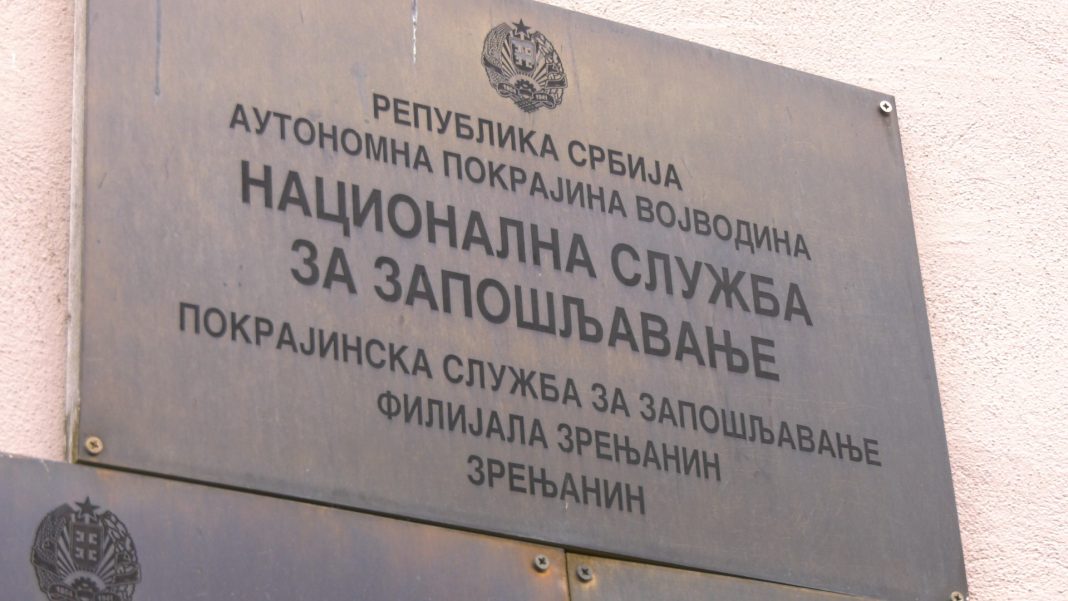 РЕПУБЛИКА СРБИЈА
АУТОНОМНА ПОКРАЈИНА ВОЈВОДИНА
НАЦИОНАЛНА СЛУЖБА
ЗА ЗАПОШЉАВАЊЕ
ПОКРАЈИНСКА СЛУЖБА ЗА ЗАПОШЉАВАЊЕ
ФИЛИЈАЛА ЗРЕЊАНИН
ЗРЕЊАНИН